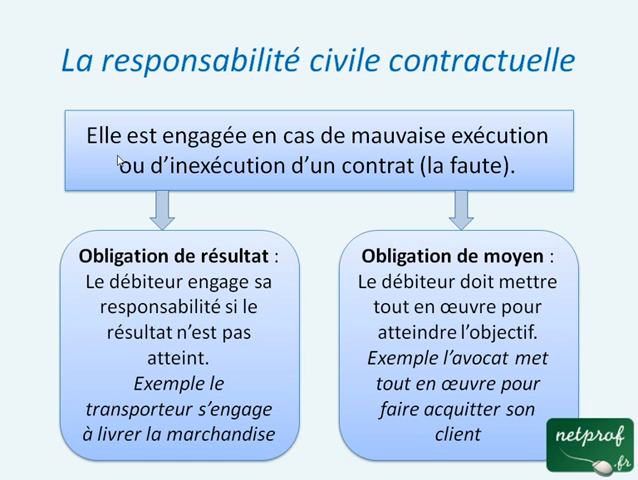 La responsabilité civile contractuelle
Elle est engagée en cas de mauvaise exécution
ou d'inexécution d'un contrat (la faute).
Obligation de résultat :
Le débiteur engage sa
responsabilité si le
résultat n'est pas
atteint.
Exemple le
transporteur s'engage
à livrer la marchandise
Obligation de moyen :
Le débiteur doit mettre
tout en œuvre pour
atteindre l'objectif.
Exemple l'avocat met
tout en œuvre pour
faire acquitter son
client
netprof
.fr